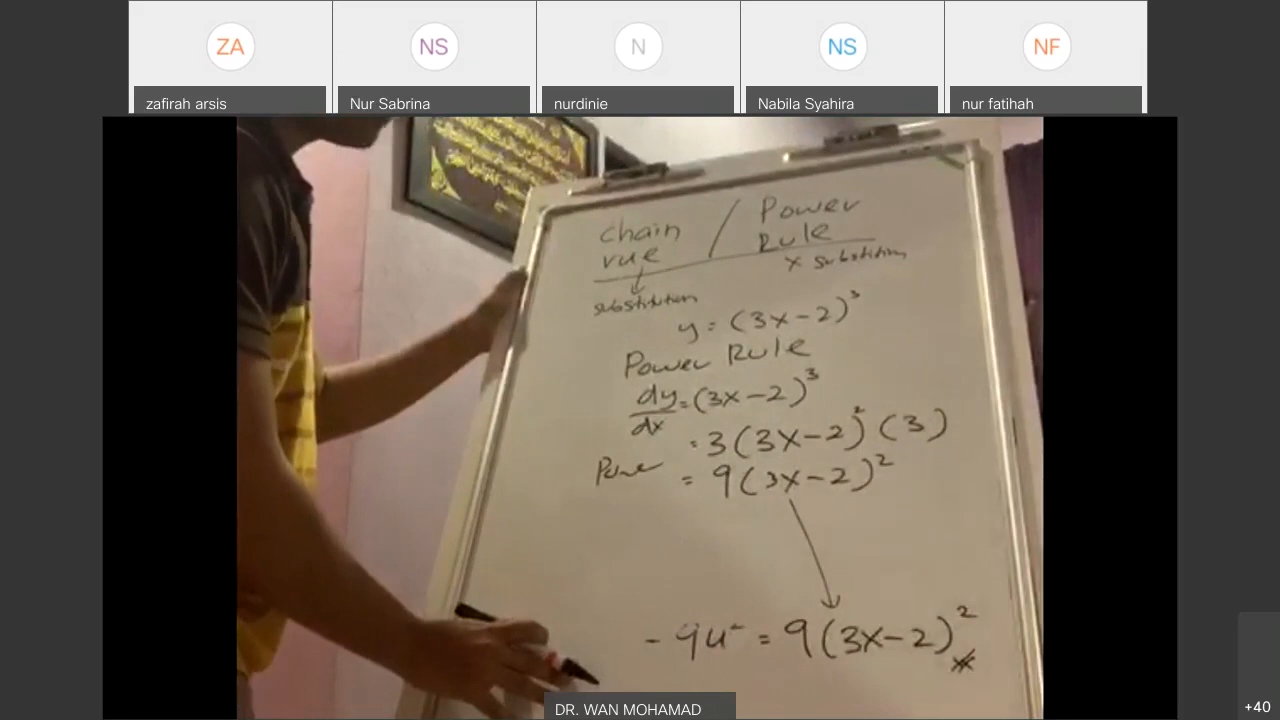 ZA
NS
N
NS
NF
zafirah arsis
Nur Sabrina
nurdinie
Nabila Syahira
nur fatihah
chain rule / Power Rule
x substitution
substitution
y = (3x-2)³
Power Rule
dy/dx = (3x-2)³
= 3(3x-2)²(3)
Power = 9(3x-2)²
- 9u² = 9(3x-2)²
DR. WAN MOHAMAD
+40